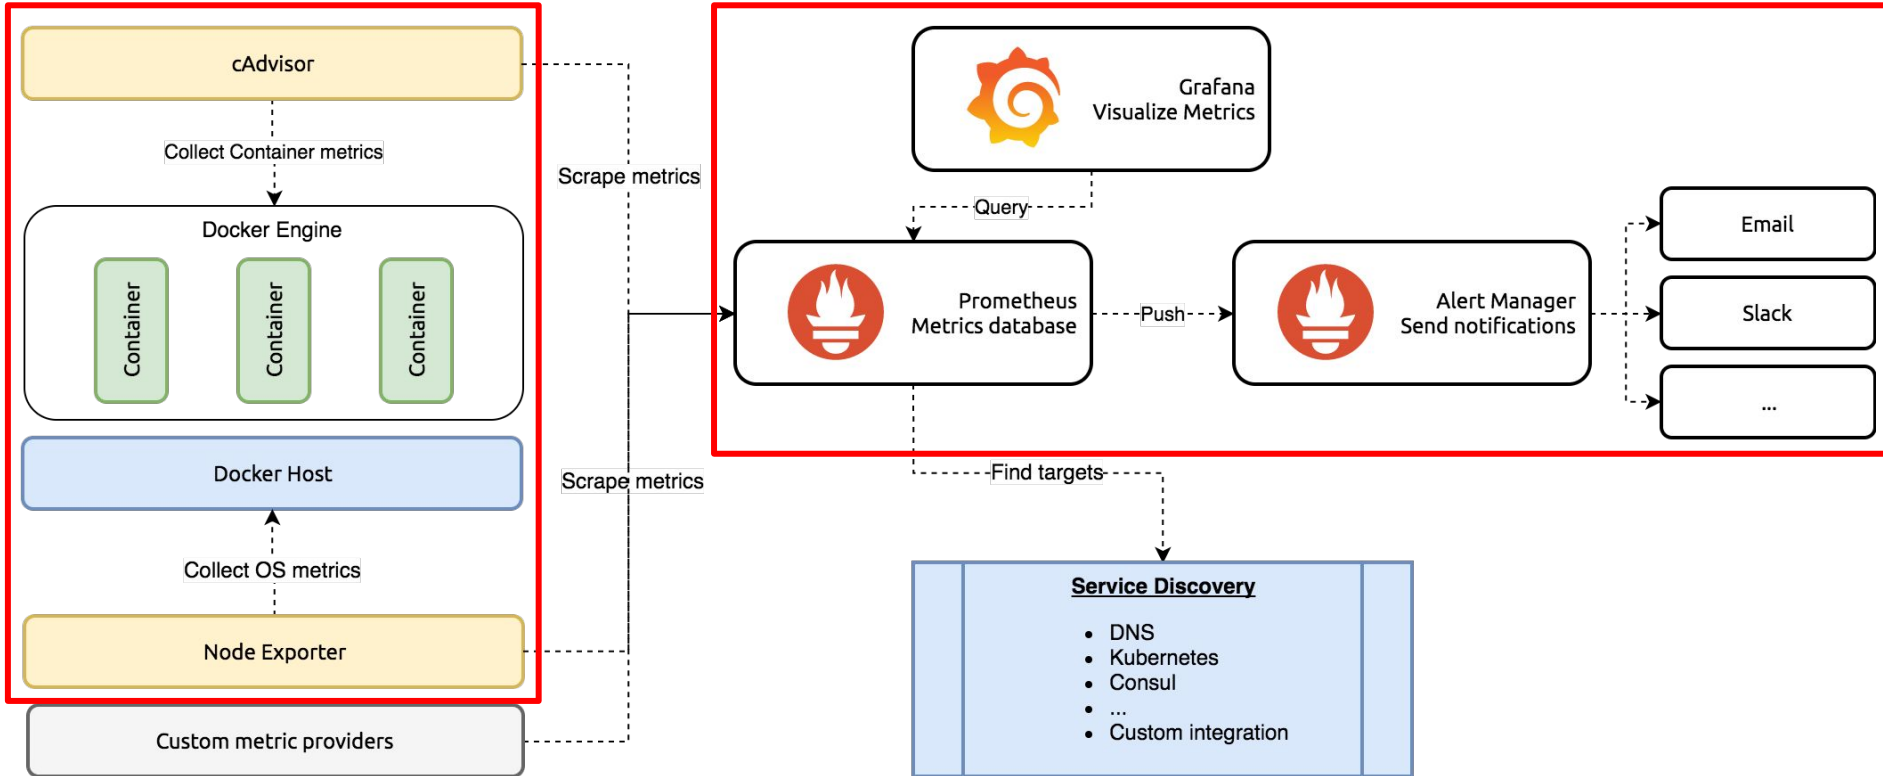 cAdvisor
Collect Container metrics
Docker Engine
Container
Container
Container
Docker Host
Collect OS metrics
Node Exporter
Custom metric providers
Scrape metrics
Scrape metrics
Grafana
Visualize Metrics
Query
Prometheus
Metrics database
Push
Alert Manager
Send notifications
Email
Slack
...
Find targets
Service Discovery
• DNS
• Kubernetes
• Consul
• ...
• Custom integration